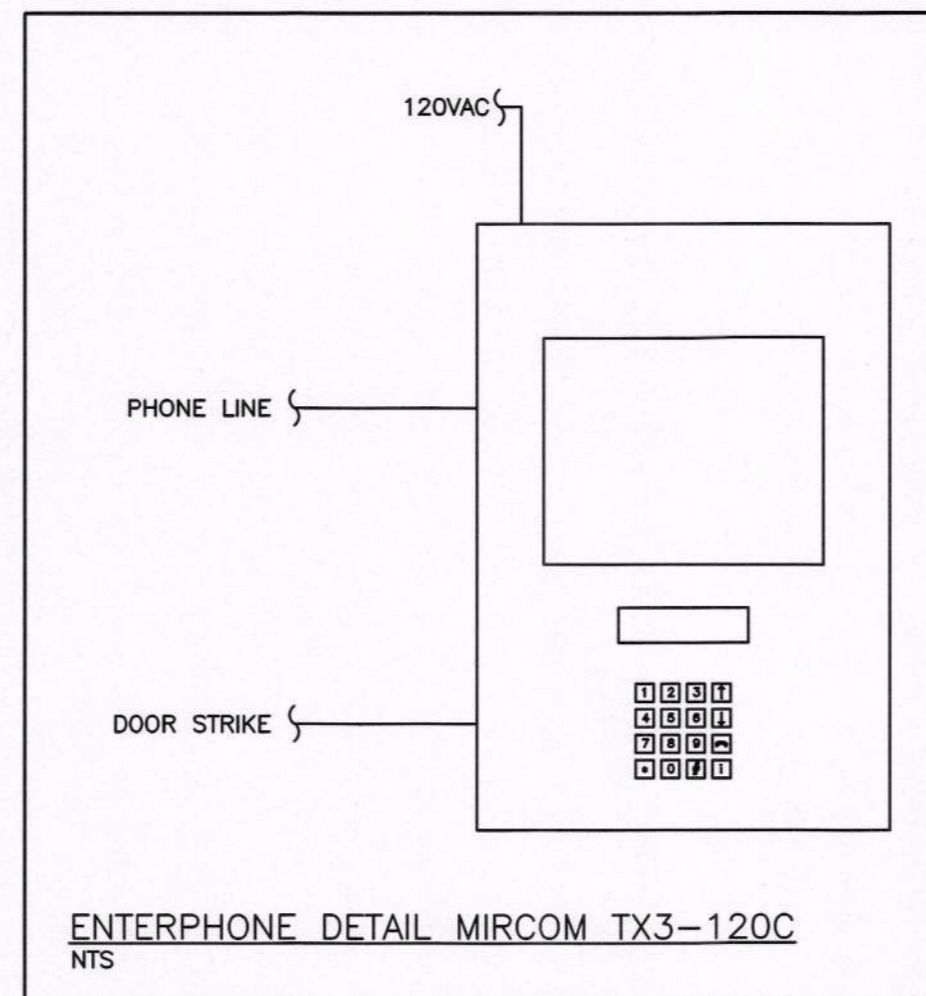 120VAC
PHONE LINE
DOOR STRIKE
1 2 3 ↑
4 5 6 ↓
7 8 9
* 0 # i
ENTERPHONE DETAIL MIRCOM TX3-120C
NTS